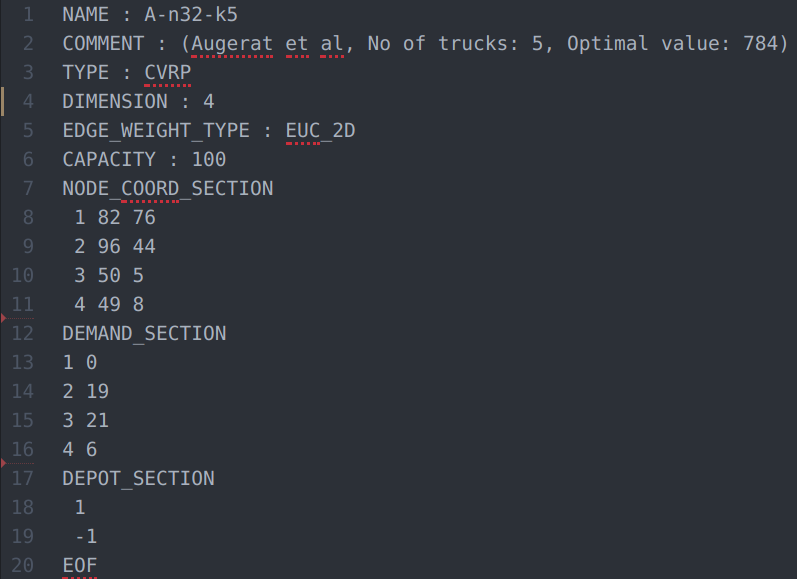 1 NAME : A-n32-k5
2 COMMENT : (Augerat et al, No of trucks: 5, Optimal value: 784)
3 TYPE : CVRP
4 DIMENSION : 4
5 EDGE_WEIGHT_TYPE : EUC_2D
6 CAPACITY : 100
7 NODE_COORD_SECTION
8 1 82 76
9 2 96 44
10 3 50 5
11 4 49 8
12 DEMAND_SECTION
13 1 0
14 2 19
15 3 21
16 4 6
17 DEPOT_SECTION
18 1
19 -1
20 EOF